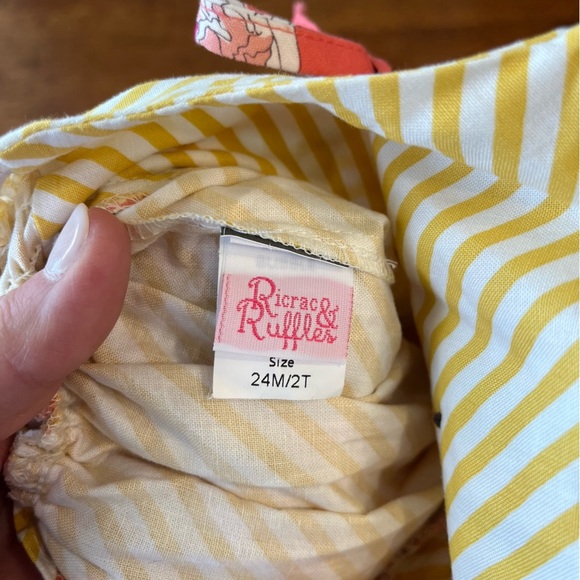 Ricrac &
Ruffles
Size
24M/2T